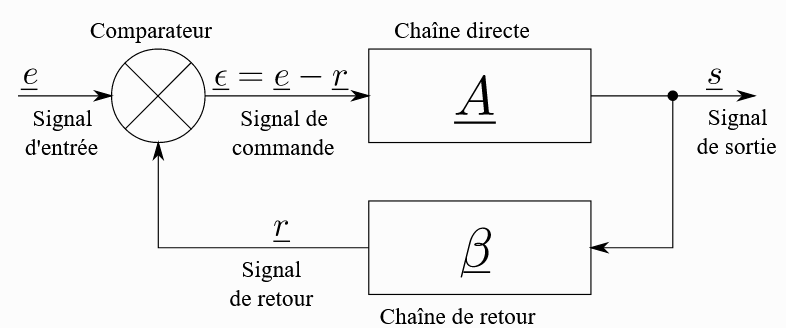 Comparateur
Chaîne directe
e
ϵ = e − r
A
s
Signal
d'entrée
Signal de
commande
Signal
de sortie
r
β
Signal
de retour
Chaîne de retour